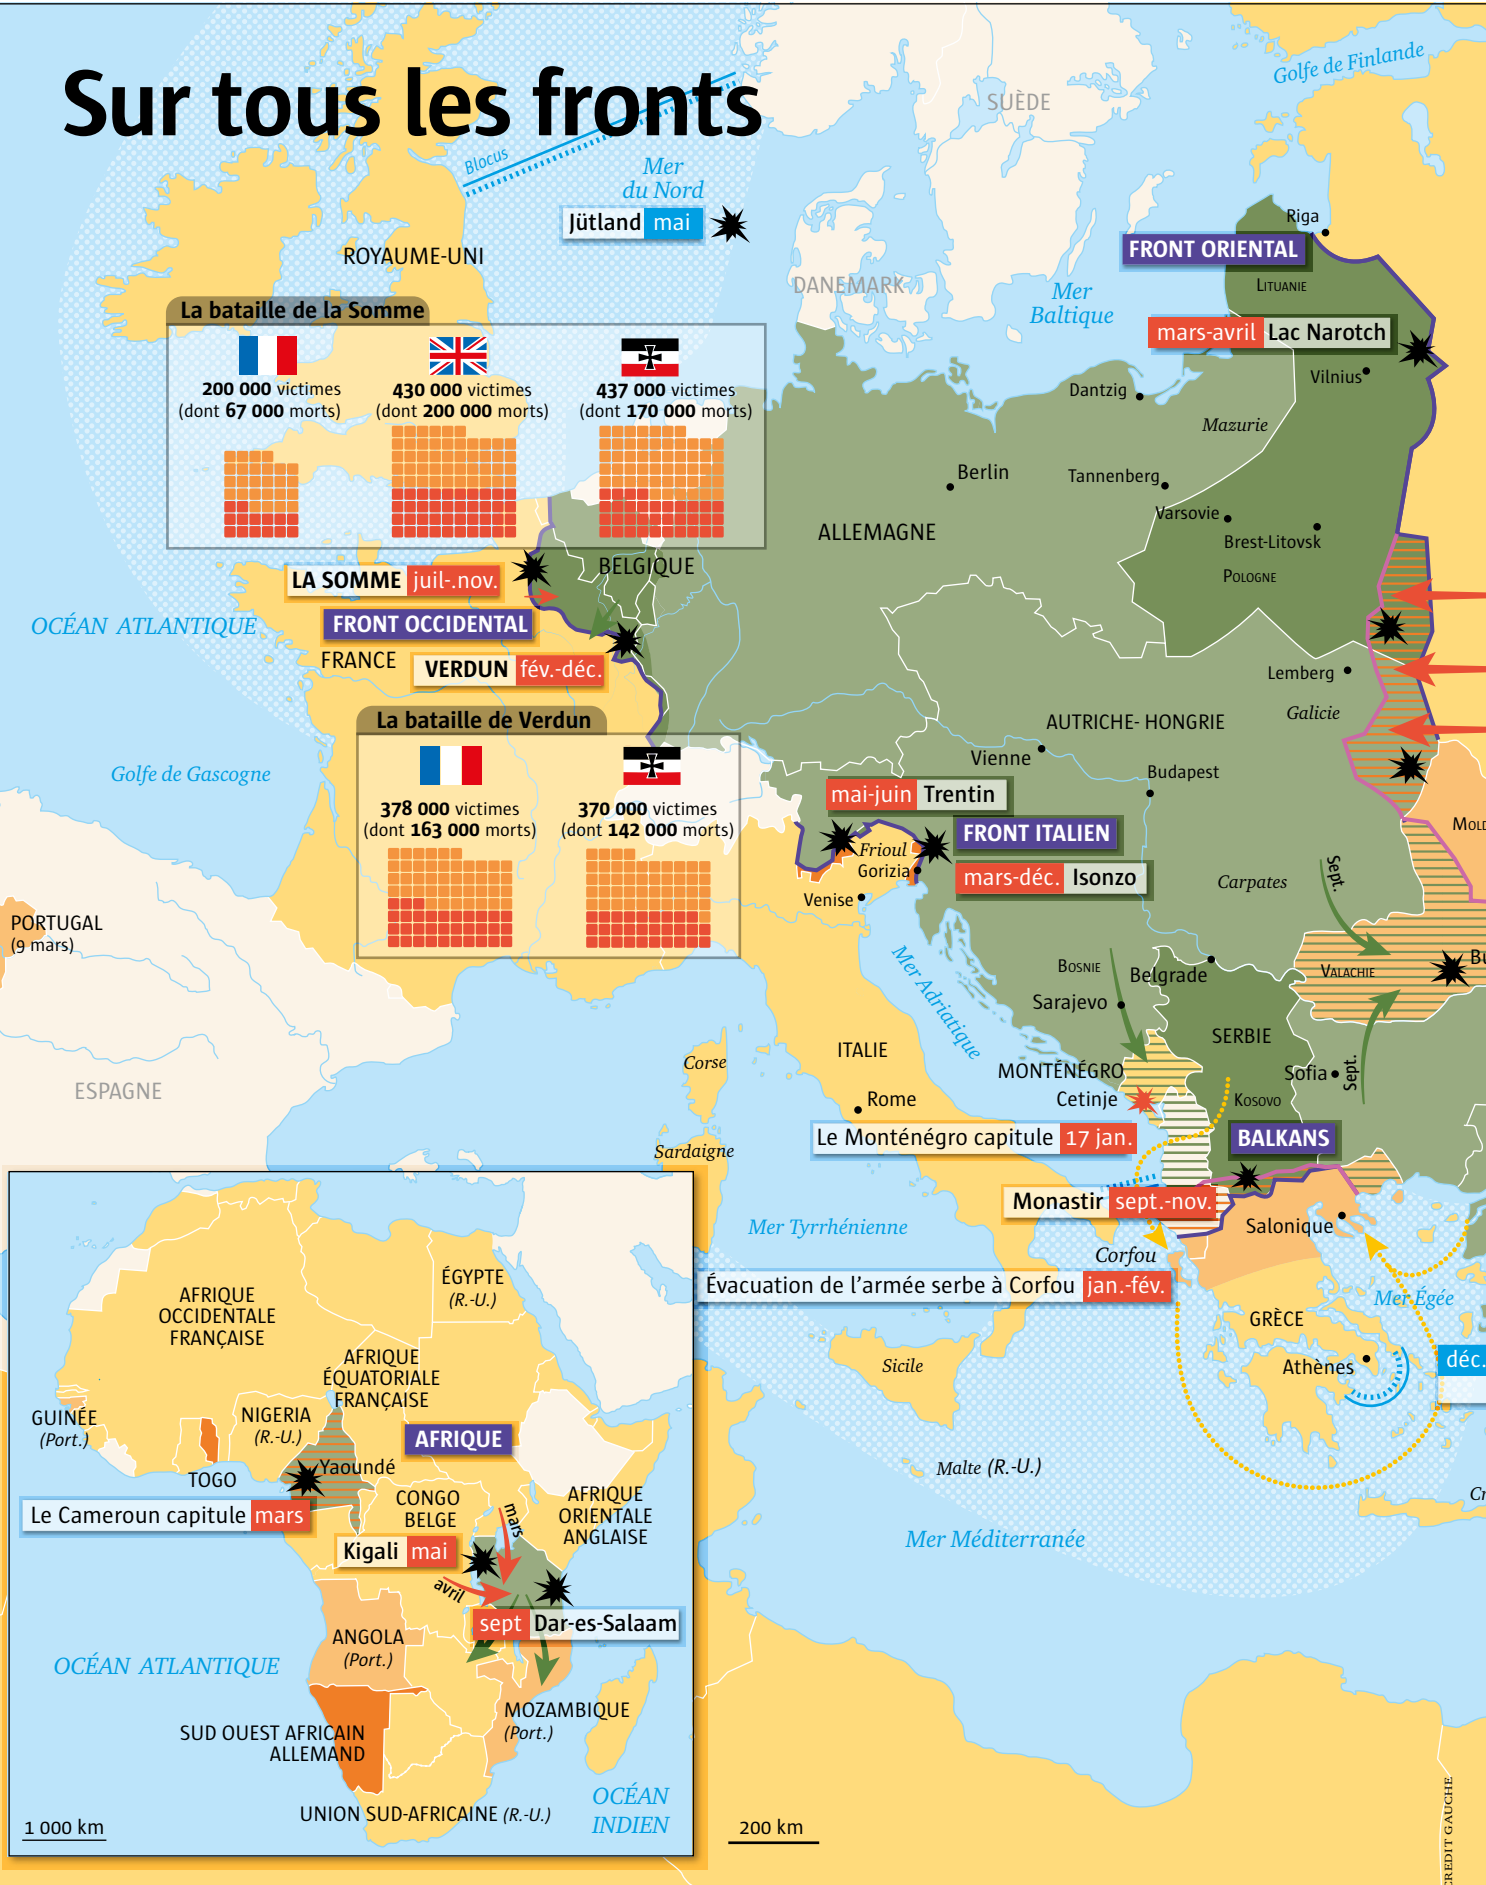 Sur tous les fronts
Golfe de Finlande
SUÈDE
Blocus
Mer
du Nord
Jütland mai
ROYAUME-UNI
DANEMARK
Mer
Baltique
Riga
FRONT ORIENTAL
LITUANIE
mars-avril Lac Narotch
Vilnius
Dantzig
Mazurie
Berlin
Tannenberg
Varsovie
Brest-Litovsk
POLOGNE
ALLEMAGNE
La bataille de la Somme
200 000 victimes
(dont 67 000 morts)
430 000 victimes
(dont 200 000 morts)
437 000 victimes
(dont 170 000 morts)
BELGIQUE
LA SOMME juil-.nov.
FRONT OCCIDENTAL
OCÉAN ATLANTIQUE
FRANCE
VERDUN fév.-déc.
La bataille de Verdun
378 000 victimes
(dont 163 000 morts)
370 000 victimes
(dont 142 000 morts)
Golfe de Gascogne
Lemberg
Galicie
AUTRICHE- HONGRIE
Vienne
Budapest
mai-juin Trentin
FRONT ITALIEN
Frioul
Gorizia
mars-déc. Isonzo
Venise
Carpates
Sept.
MOLD
PORTUGAL
(9 mars)
ESPAGNE
Mer Adriatique
BOSNIE
Belgrade
Sarajevo
VALACHIE
Bu
SERBIE
Sofia
Sept.
ITALIE
Corse
Rome
MONTÉNÉGRO
Cetinje
Kosovo
Le Monténégro capitule 17 jan.
BALKANS
Sardaigne
Monastir sept.-nov.
Salonique
Mer Tyrrhénienne
Corfou
Évacuation de l'armée serbe à Corfou jan.-fév.
Mer Égée
GRÈCE
Athènes
déc.
Sicile
Malte (R.-U.)
Cr
Mer Méditerranée
AFRIQUE
OCCIDENTALE
FRANÇAISE
ÉGYPTE
(R.-U.)
AFRIQUE
ÉQUATORIALE
FRANÇAISE
GUINÉE
(Port.)
NIGERIA
(R.-U.)
AFRIQUE
TOGO
Yaoundé
Le Cameroun capitule mars
CONGO
BELGE
mars
AFRIQUE
ORIENTALE
ANGLAISE
Kigali mai
avril
sept Dar-es-Salaam
ANGOLA
(Port.)
OCÉAN ATLANTIQUE
MOZAMBIQUE
(Port.)
SUD OUEST AFRICAIN
ALLEMAND
OCÉAN
INDIEN
UNION SUD-AFRICAINE (R.-U.)
1 000 km
200 km
CREDIT GAUCHE